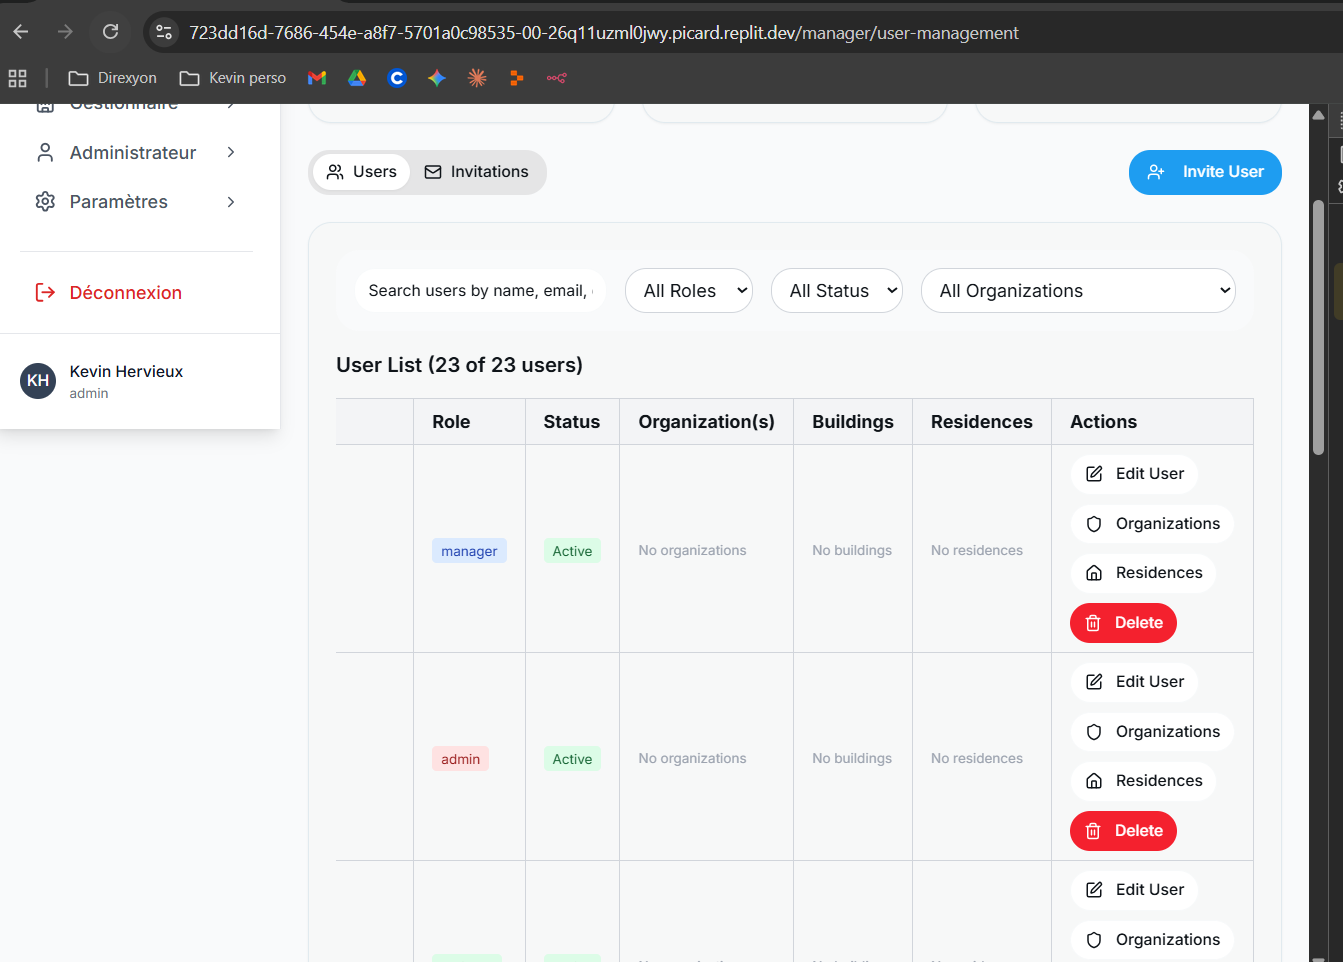 723dd16d-7686-454e-a8f7-5701a0c98535-00-26q11uzml0jwy.picard.replit.dev/manager/user-management
Direxyon
Kevin perso
Gestionnaire
Administrateur
Paramètres
Déconnexion
KH
Kevin Hervieux
admin
Users
Invitations
Invite User
Search users by name, email,
All Roles
All Status
All Organizations
User List (23 of 23 users)
Role Status Organization(s) Buildings Residences Actions
manager Active No organizations No buildings No residences
Edit User
Organizations
Residences
Delete
admin Active No organizations No buildings No residences
Edit User
Organizations
Residences
Delete
Edit User
Organizations